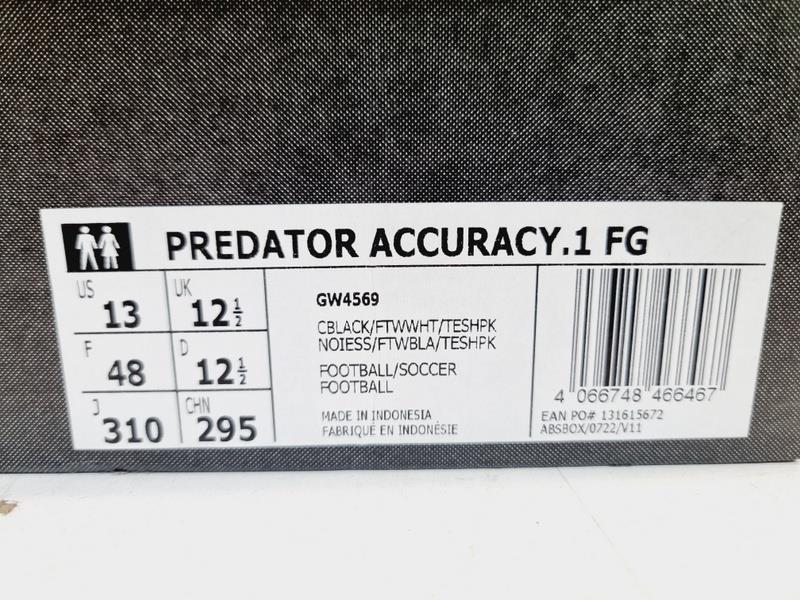 PREDATOR ACCURACY.1 FG
US 13 UK 12 1/2
F 48 D 12 1/2
J 310 CHN 295
GW4569
CBLACK/FTWWHT/TESHPK
NOIESS/FTWBLA/TESHPK
FOOTBALL/SOCCER
FOOTBALL
MADE IN INDONESIA
FABRIQUÉ EN INDONÉSIE
4 066748 466467
EAN PO# 131615672
ABSBOX/0722/V11